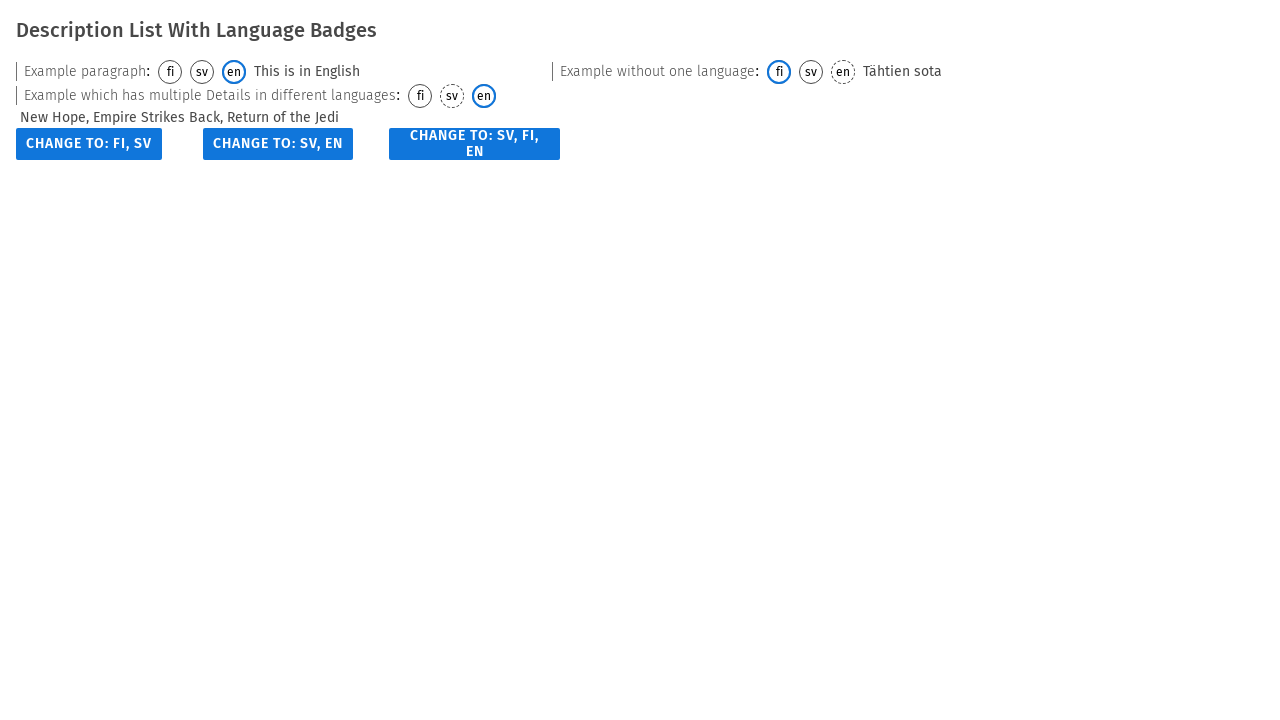 Description List With Language Badges
Example paragraph: fi sv en This is in English
Example without one language: fi sv en Tähtien sota
Example which has multiple Details in different languages: fi sv en
New Hope, Empire Strikes Back, Return of the Jedi
CHANGE TO: FI, SV
CHANGE TO: SV, EN
CHANGE TO: SV, FI,
EN